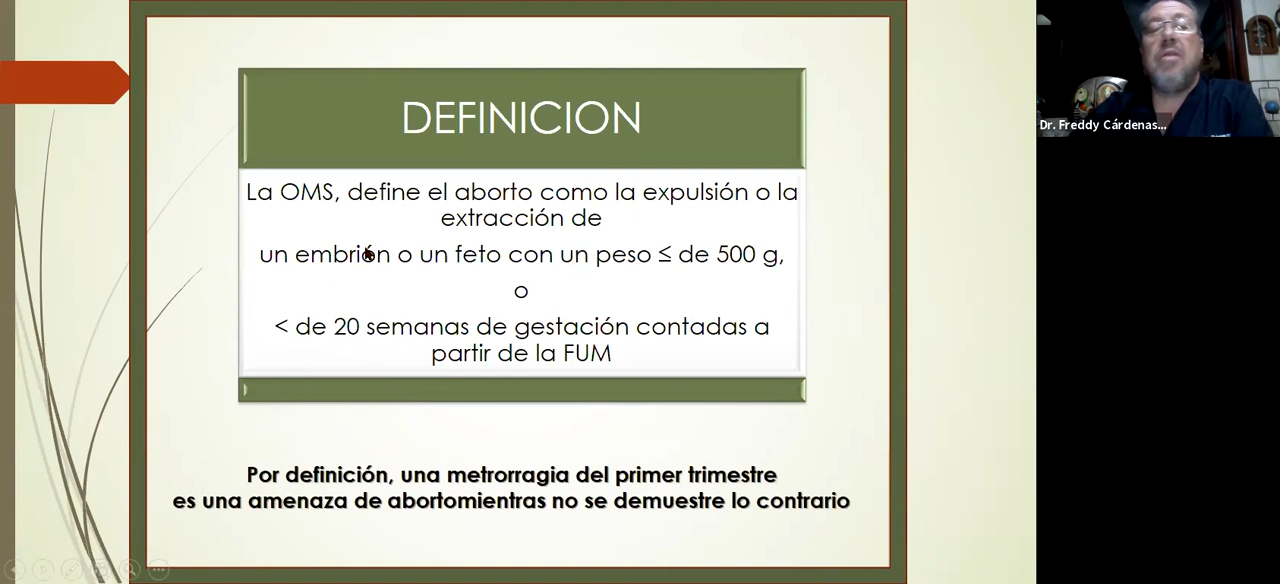 DEFINICION
La OMS, define el aborto como la expulsión o la
extracción de
un embrión o un feto con un peso ≤ de 500 g,
o
< de 20 semanas de gestación contadas a
partir de la FUM
Por definición, una metrorragia del primer trimestre
es una amenaza de abortomientras no se demuestre lo contrario
Dr. Freddy Cárdenas...